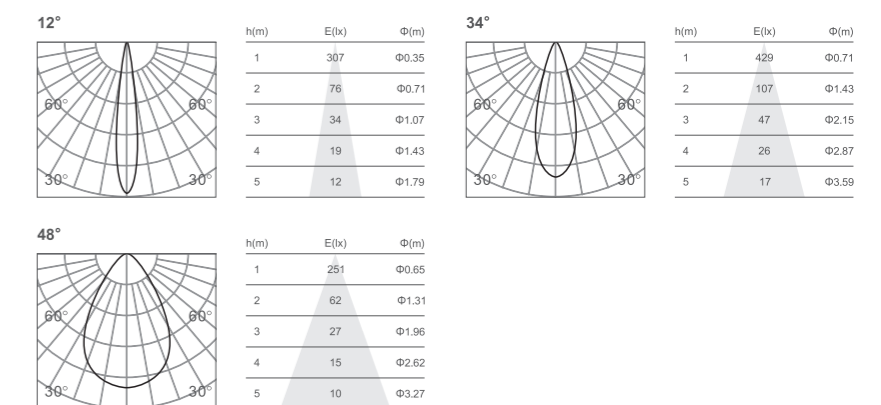 12°
60° 60°
30° 30°
h(m) E(lx) Φ(m)
1 307 Φ0.35
2 76 Φ0.71
3 34 Φ1.07
4 19 Φ1.43
5 12 Φ1.79
34°
60° 60°
30° 30°
h(m) E(lx) Φ(m)
1 429 Φ0.71
2 107 Φ1.43
3 47 Φ2.15
4 26 Φ2.87
5 17 Φ3.59
48°
60° 60°
30° 30°
h(m) E(lx) Φ(m)
1 251 Φ0.65
2 62 Φ1.31
3 27 Φ1.96
4 15 Φ2.62
5 10 Φ3.27